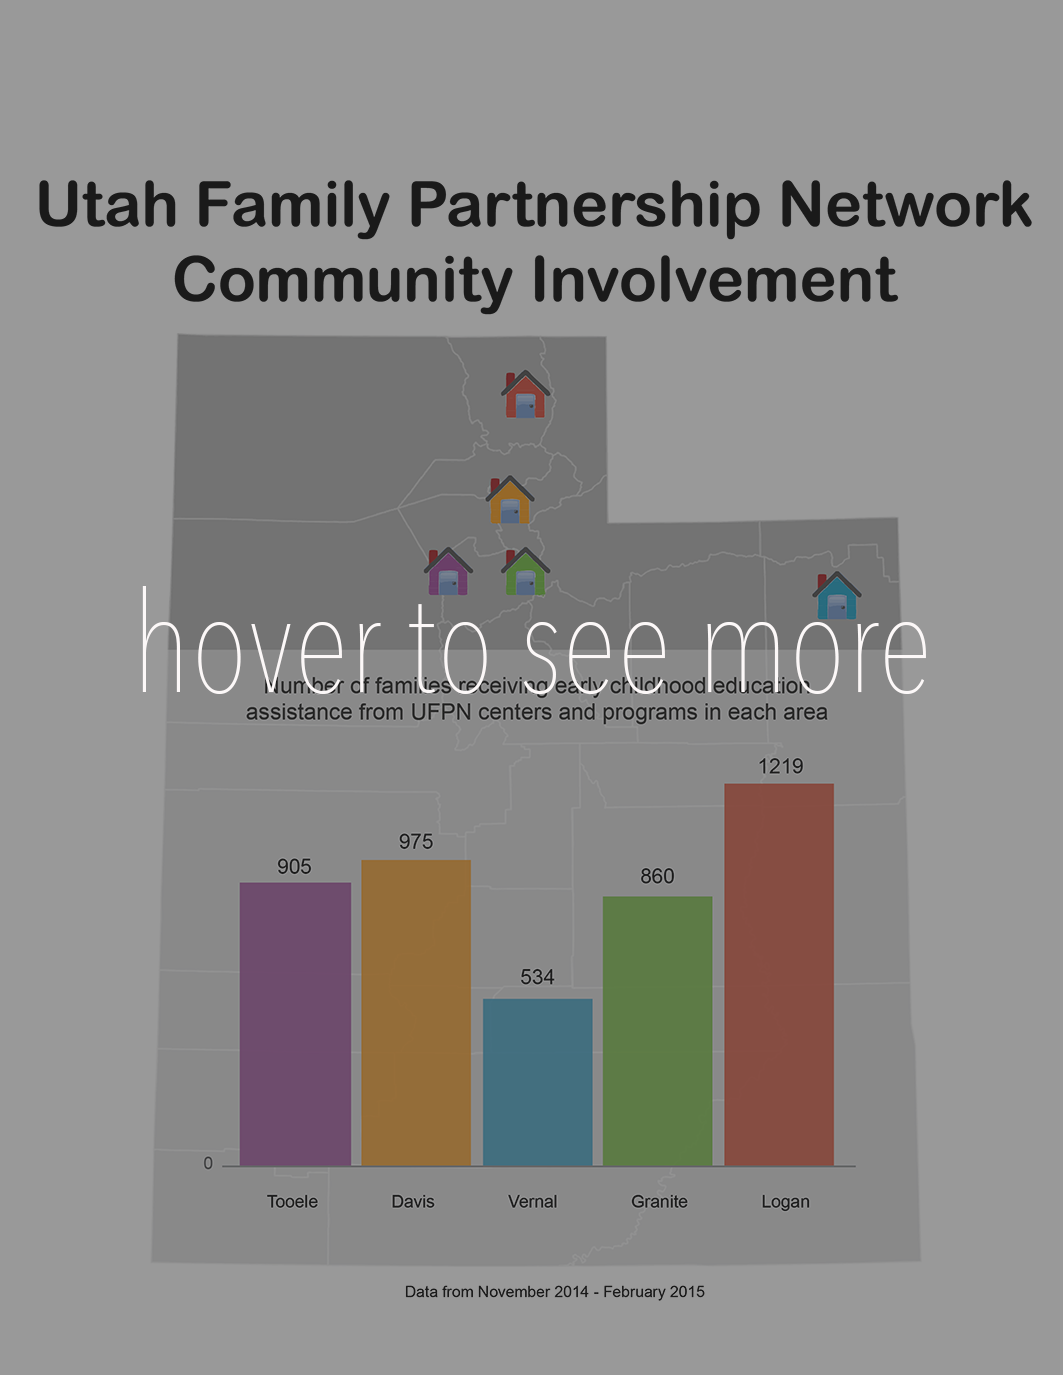 Utah Family Partnership Network
Community Involvement
hover to see more
Number of families receiving early childhood education
assistance from UFPN centers and programs in each area
1219
975
905
860
534
0
Tooele Davis Vernal Granite Logan
Data from November 2014 - February 2015